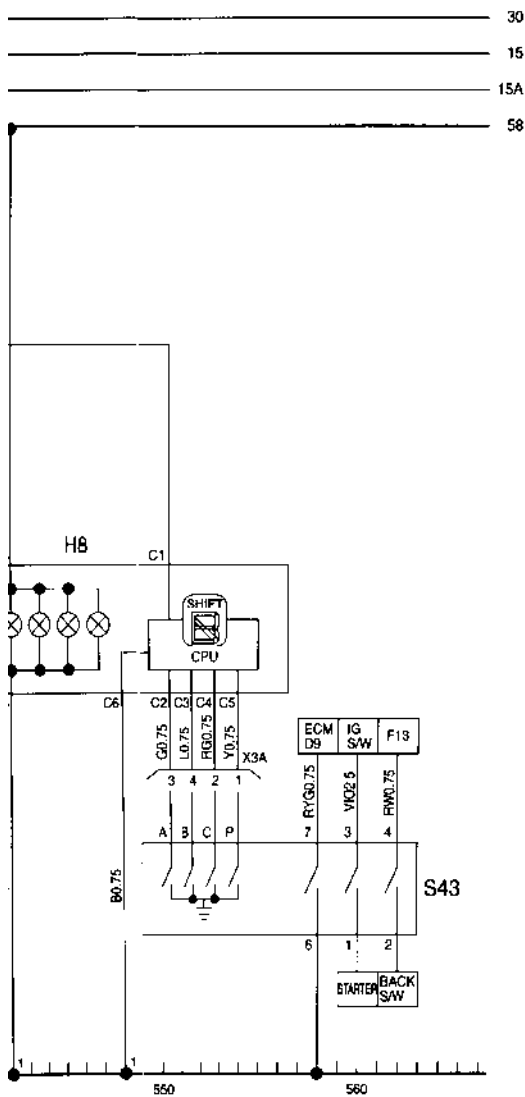 30
15
15A
58
H8
C1
SHIFT
CPU
C6 C2 C3 C4 C5
G0.75
L0.75
RG0.75
Y0.75
X3A
3 4 2 1
ECM D9
IG S/W
F13
RYG0.75
VIO2.5
RW0.75
A B C P
7 3 4
B0.75
S43
6 1 2
STARTER
BACK S/W
1
1
550
560